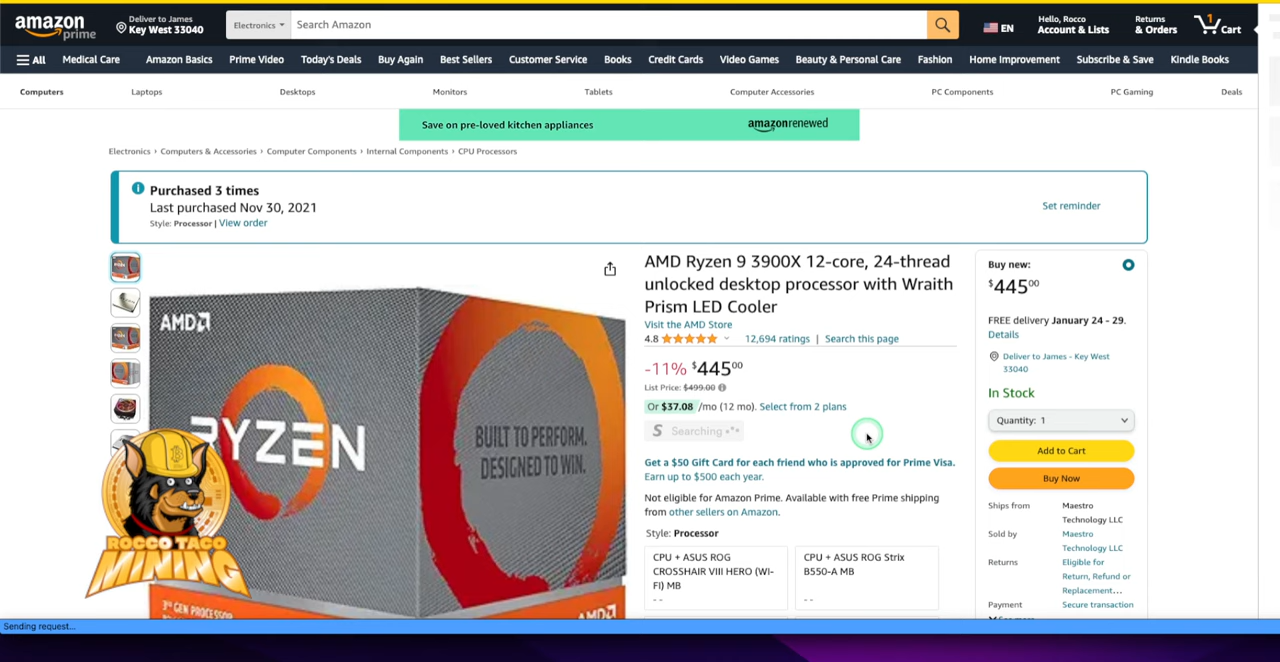 amazon
prime
Deliver to James
Key West 33040
Electronics
Search Amazon
EN
Hello, Rocco
Account & Lists
Returns
& Orders
1
Cart
All
Medical Care
Amazon Basics
Prime Video
Today's Deals
Buy Again
Best Sellers
Customer Service
Books
Credit Cards
Video Games
Beauty & Personal Care
Fashion
Home Improvement
Subscribe & Save
Kindle Books
Computers
Laptops
Desktops
Monitors
Tablets
Computer Accessories
PC Components
PC Gaming
Deals
Save on pre-loved kitchen appliances
amazonrenewed
Electronics › Computers & Accessories › Computer Components › Internal Components › CPU Processors
Purchased 3 times
Last purchased Nov 30, 2021
Style: Processor | View order
Set reminder
AMD
RYZEN
BUILT TO PERFORM.
DESIGNED TO WIN.
3rd GEN PROCESSOR
AMD
ROCCO TACO
MINING
AMD Ryzen 9 3900X 12-core, 24-thread
unlocked desktop processor with Wraith
Prism LED Cooler
Visit the AMD Store
4.8
12,694 ratings | Search this page
-11% $44500
List Price: $499.00
Or $37.08 /mo (12 mo). Select from 2 plans
S Searching
Get a $50 Gift Card for each friend who is approved for Prime Visa.
Earn up to $500 each year.
Not eligible for Amazon Prime. Available with free Prime shipping
from other sellers on Amazon.
Style: Processor
CPU + ASUS ROG
CROSSHAIR VIII HERO (WI-
FI) MB
--
CPU + ASUS ROG Strix
B550-A MB
--
Buy new:
$44500
FREE delivery January 24 - 29.
Details
Deliver to James - Key West
33040
In Stock
Quantity: 1
Add to Cart
Buy Now
Ships from
Maestro
Technology LLC
Sold by
Maestro
Technology LLC
Returns
Eligible for
Return, Refund or
Replacement...
Payment
Secure transaction
Sending request...